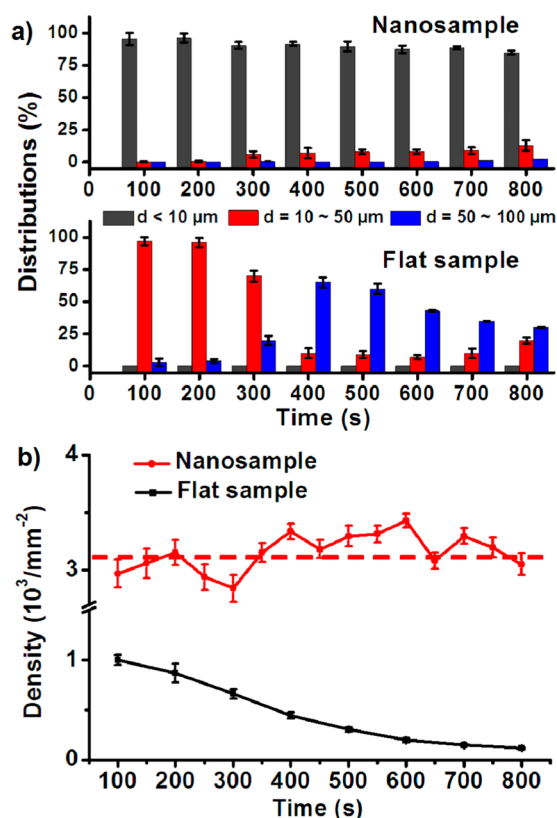 a)
Nanosample
Distributions (%)
100
75
50
25
0
0 100 200 300 400 500 600 700 800
d < 10 µm d = 10 ~ 50 µm d = 50 ~ 100 µm
Flat sample
100
75
50
25
0
0 100 200 300 400 500 600 700 800
Time (s)
b)
Nanosample
Flat sample
Density (10³/mm⁻²)
4
3
1
0
100 200 300 400 500 600 700 800
Time (s)